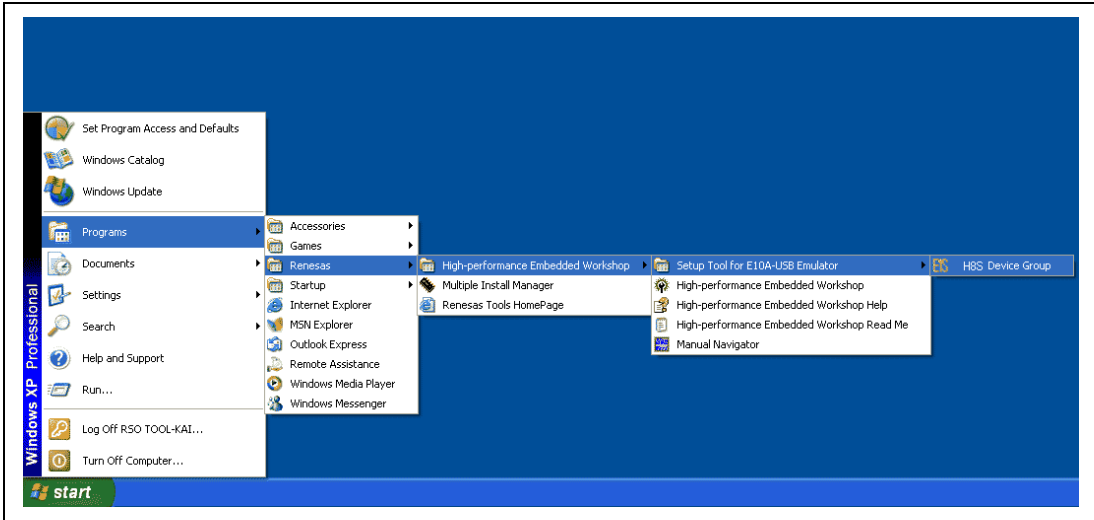 Set Program Access and Defaults
Windows Catalog
Windows Update
Programs
Documents
Settings
Search
Help and Support
Run...
Log Off RSO TOOL-KAI...
Turn Off Computer...
Windows XP Professional
start
Accessories
Games
Renesas
Startup
Internet Explorer
MSN Explorer
Outlook Express
Remote Assistance
Windows Media Player
Windows Messenger
High-performance Embedded Workshop
Multiple Install Manager
Renesas Tools HomePage
Setup Tool for E10A-USB Emulator
High-performance Embedded Workshop
High-performance Embedded Workshop Help
High-performance Embedded Workshop Read Me
Manual Navigator
H8S Device Group